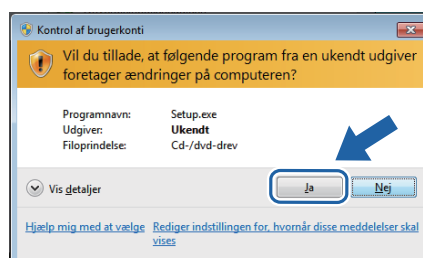 Kontrol af brugerkonti
Vil du tillade, at følgende program fra en ukendt udgiver
foretager ændringer på computeren?
Programnavn: Setup.exe
Udgiver: Ukendt
Filoprindelse: Cd-/dvd-drev
Vis detaljer Ja Nej
Hjælp mig med at vælge Rediger indstillingen for, hvornår disse meddelelser skal
vises